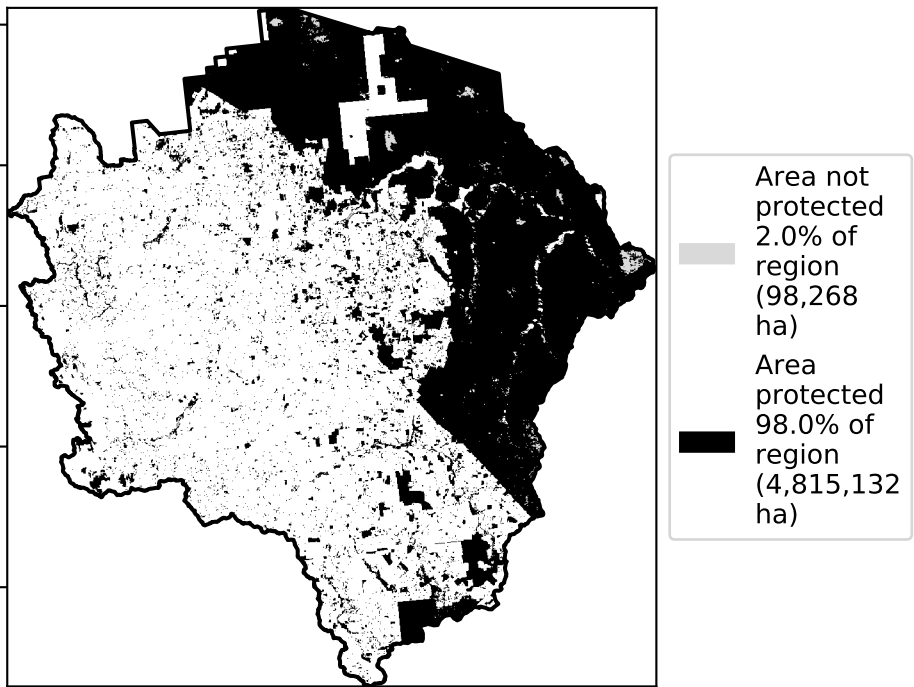 Area not
protected
2.0% of
region
(98,268
ha)
Area
protected
98.0% of
region
(4,815,132
ha)